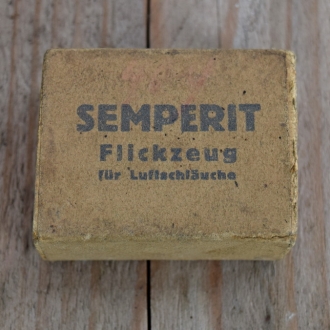 SEMPERIT
Flickzeug
für Luftschläuche